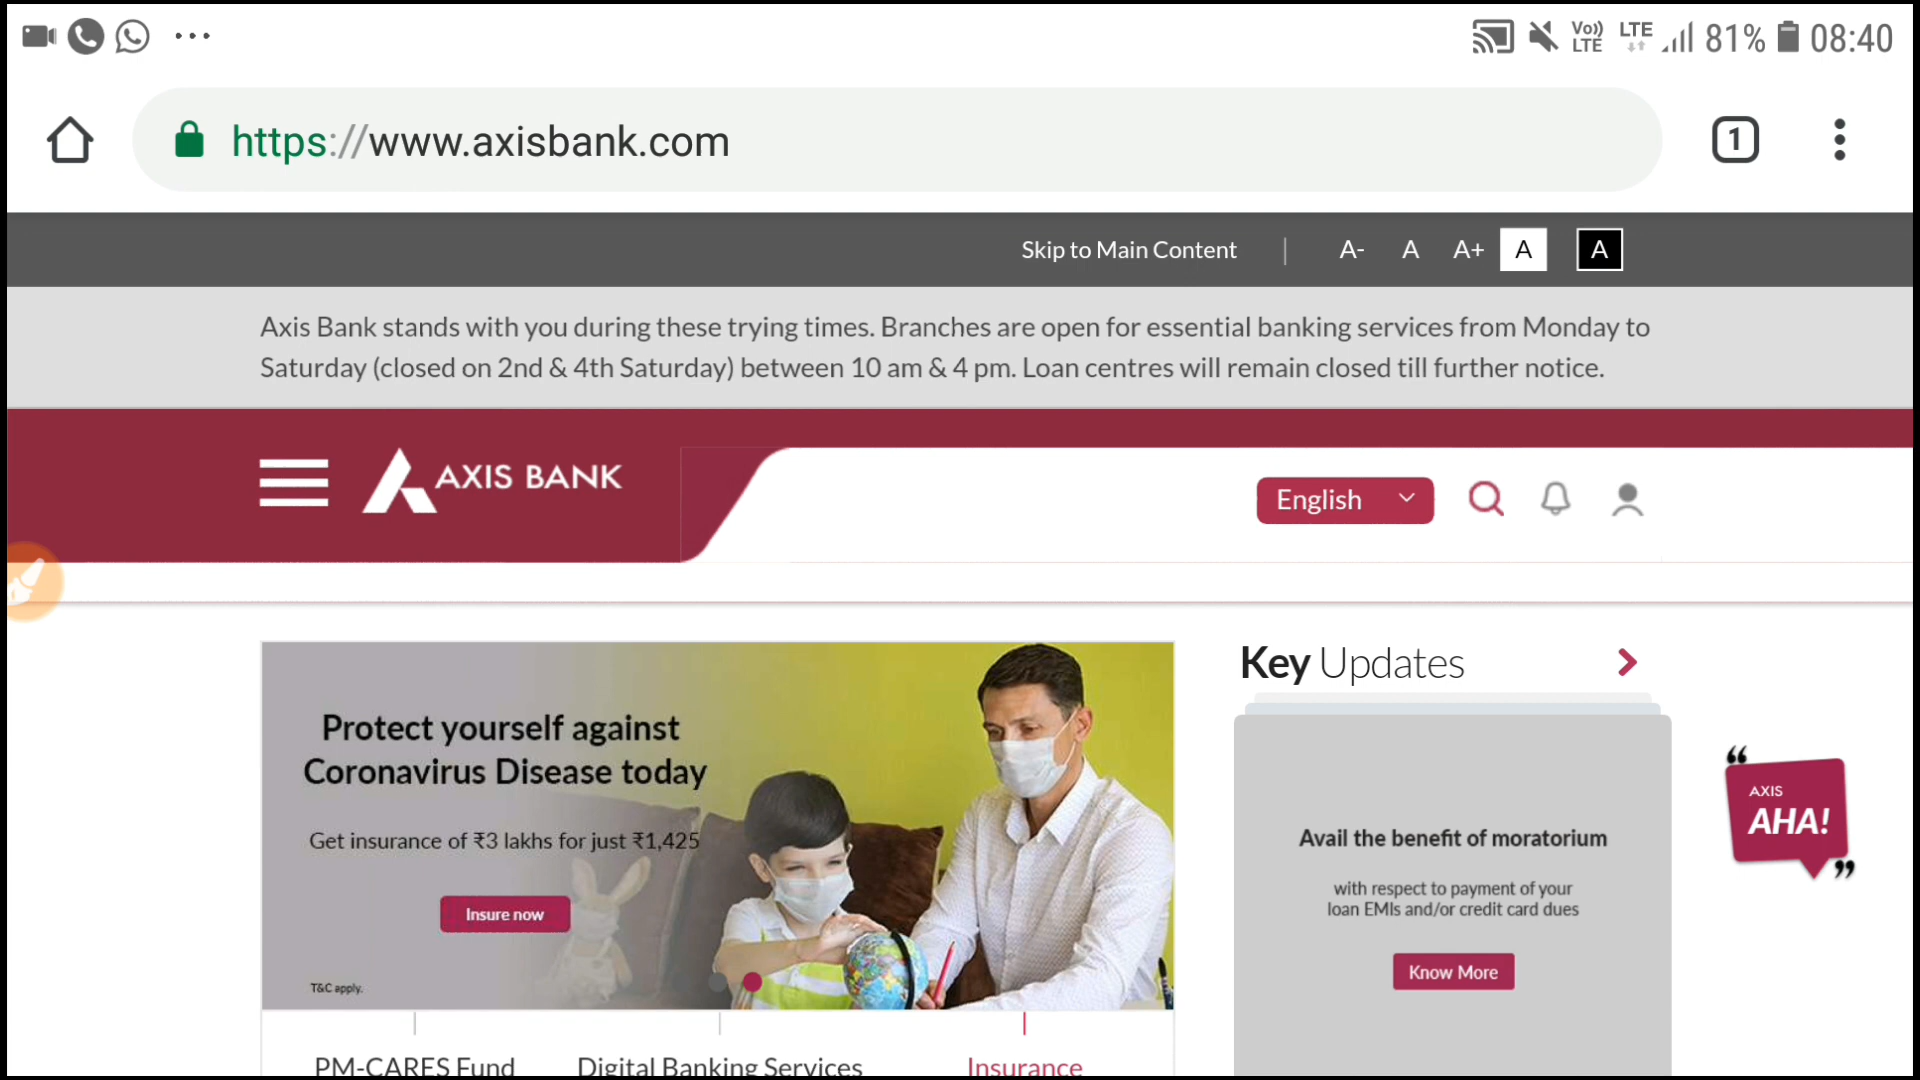 Vo)) LTE
LTE
81%
08:40
https://www.axisbank.com
1
Skip to Main Content
A-
A
A+
A
A
Axis Bank stands with you during these trying times. Branches are open for essential banking services from Monday to
Saturday (closed on 2nd & 4th Saturday) between 10 am & 4 pm. Loan centres will remain closed till further notice.
AXIS BANK
English
Key Updates
Protect yourself against
Coronavirus Disease today
Get insurance of ₹3 lakhs for just ₹1,425
Insure now
T&C apply.
Avail the benefit of moratorium
with respect to payment of your
loan EMIs and/or credit card dues
Know More
“
AXIS
AHA!
”
PM-CARES Fund
Digital Banking Services
Insurance